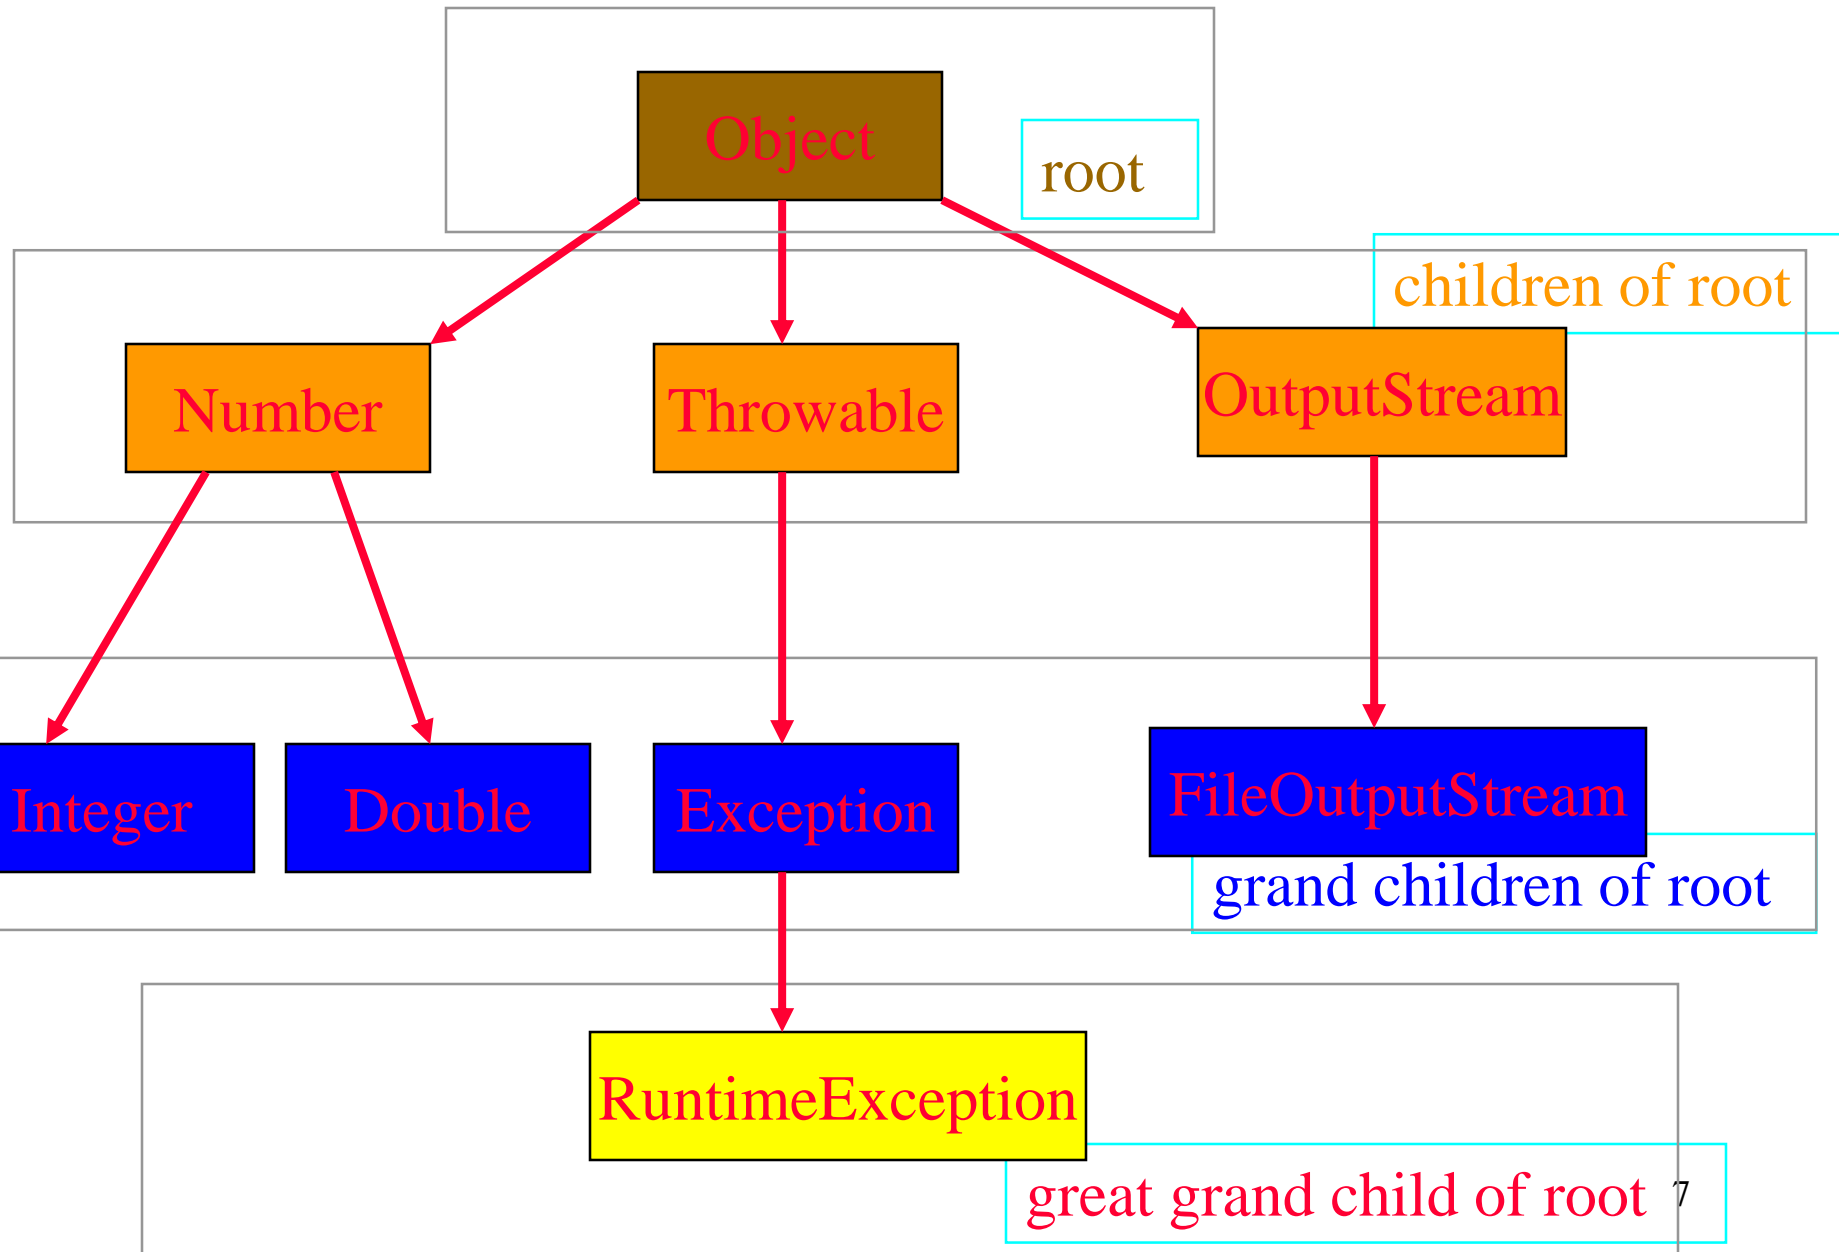 Object
root
children of root
Number
Throwable
OutputStream
Integer
Double
Exception
FileOutputStream
grand children of root
RuntimeException
great grand child of root
7